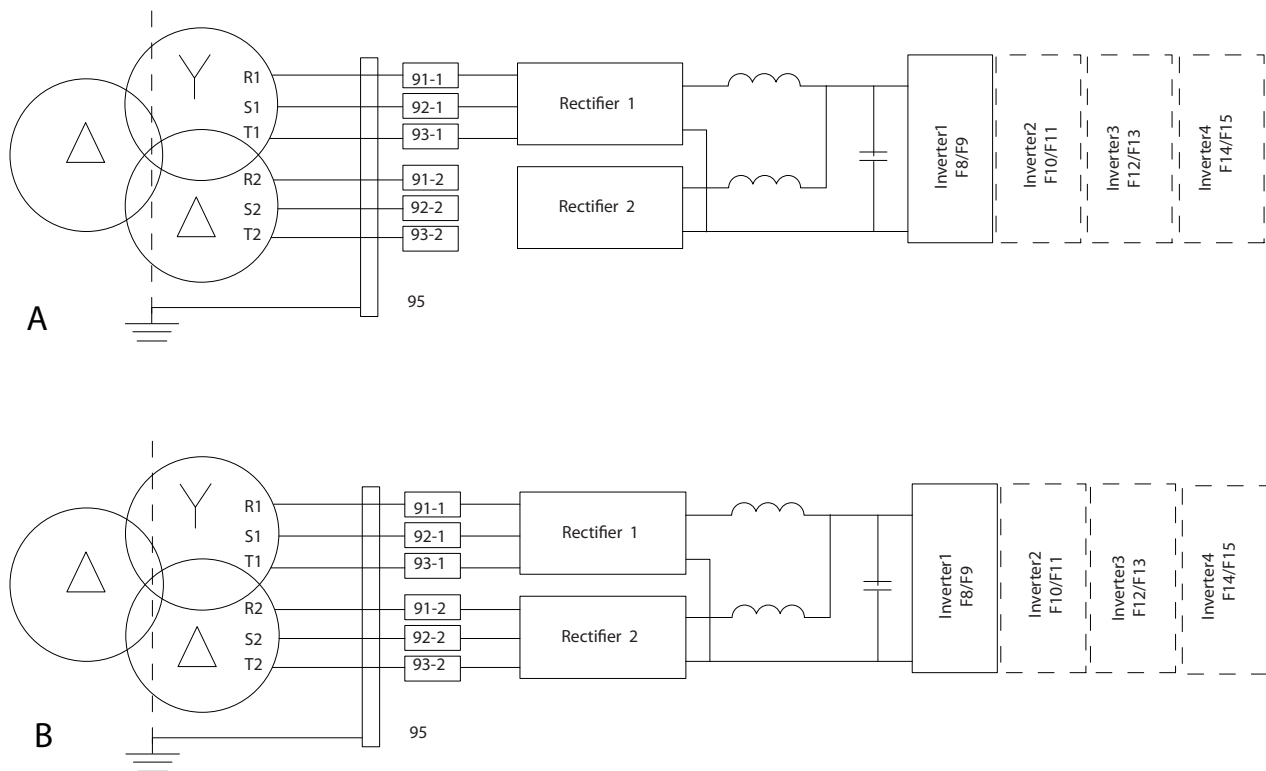 R1
S1
T1
R2
S2
T2
91-1
92-1
93-1
91-2
92-2
93-2
95
Rectifier 1
Rectifier 2
Inverter1
F8/F9
Inverter2
F10/F11
Inverter3
F12/F13
Inverter4
F14/F15
A
R1
S1
T1
R2
S2
T2
91-1
92-1
93-1
91-2
92-2
93-2
95
Rectifier 1
Rectifier 2
Inverter1
F8/F9
Inverter2
F10/F11
Inverter3
F12/F13
Inverter4
F14/F15
B